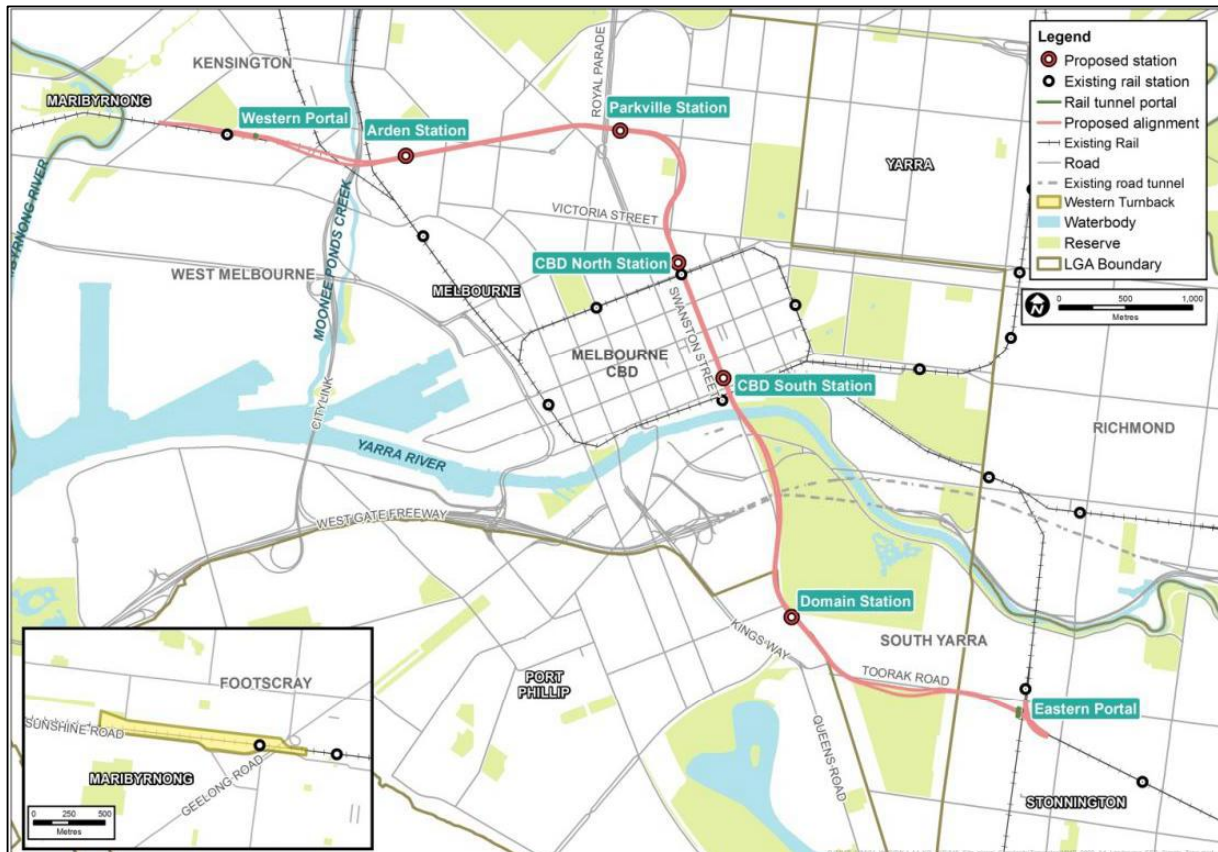 KENSINGTON
MARIBYRNONG
Western Portal
Arden Station
ROYAL PARADE
Parkville Station
YARRA
Legend
Proposed station
Existing rail station
Rail tunnel portal
Proposed alignment
Existing Rail
Road
Existing road tunnel
Western Turnback
Waterbody
Reserve
LGA Boundary
N
0 500 1,000
Metres
BYRNONG RIVER
MOONEE PONDS CREEK
VICTORIA STREET
WEST MELBOURNE
MELBOURNE
CBD North Station
SWANSTON STREET
MELBOURNE
CBD
CBD South Station
CITYLINK
YARRA RIVER
RICHMOND
WEST GATE FREEWAY
Domain Station
KINGS WAY
SOUTH YARRA
TOORAK ROAD
PORT
PHILLIP
QUEENS ROAD
Eastern Portal
STONNINGTON
FOOTSCRAY
SUNSHINE ROAD
MARIBYRNONG
GEELONG ROAD
0 250 500
Metres